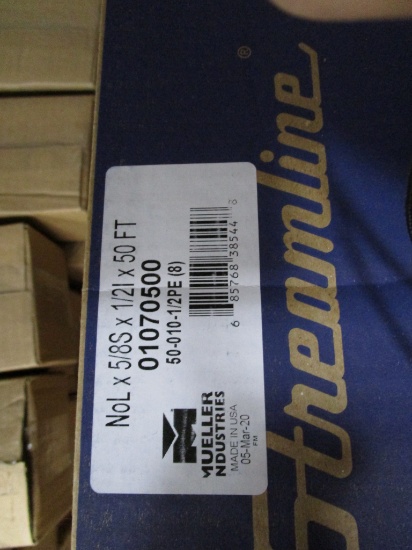 Streamline®
NoL x 5/8S x 1/2I x 50 FT
01070500
50-010-1/2PE (8)
6 85768 38544 8
MUELLER
INDUSTRIES
MADE IN USA
05-Mar-20
PM